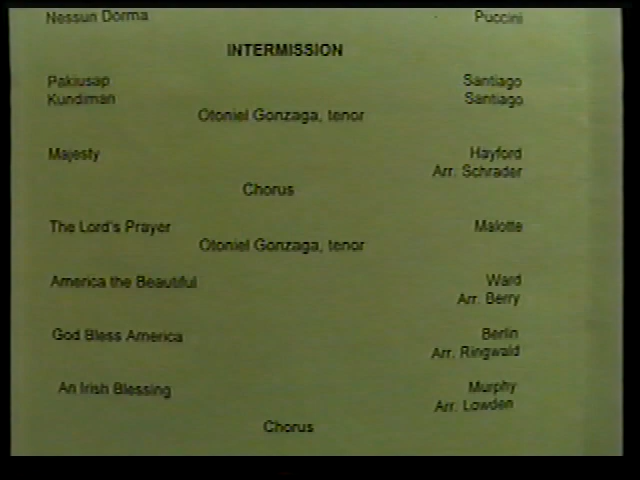 Nessun Dorma Puccini
INTERMISSION
Pakiusap Santiago
Kundiman Santiago
Otoniel Gonzaga, tenor
Majesty Hayford
Arr. Schrader
Chorus
The Lord's Prayer Malotte
Otoniel Gonzaga, tenor
America the Beautiful Ward
Arr. Berry
God Bless America Berlin
Arr. Ringwald
An Irish Blessing Murphy
Arr. Lowden
Chorus